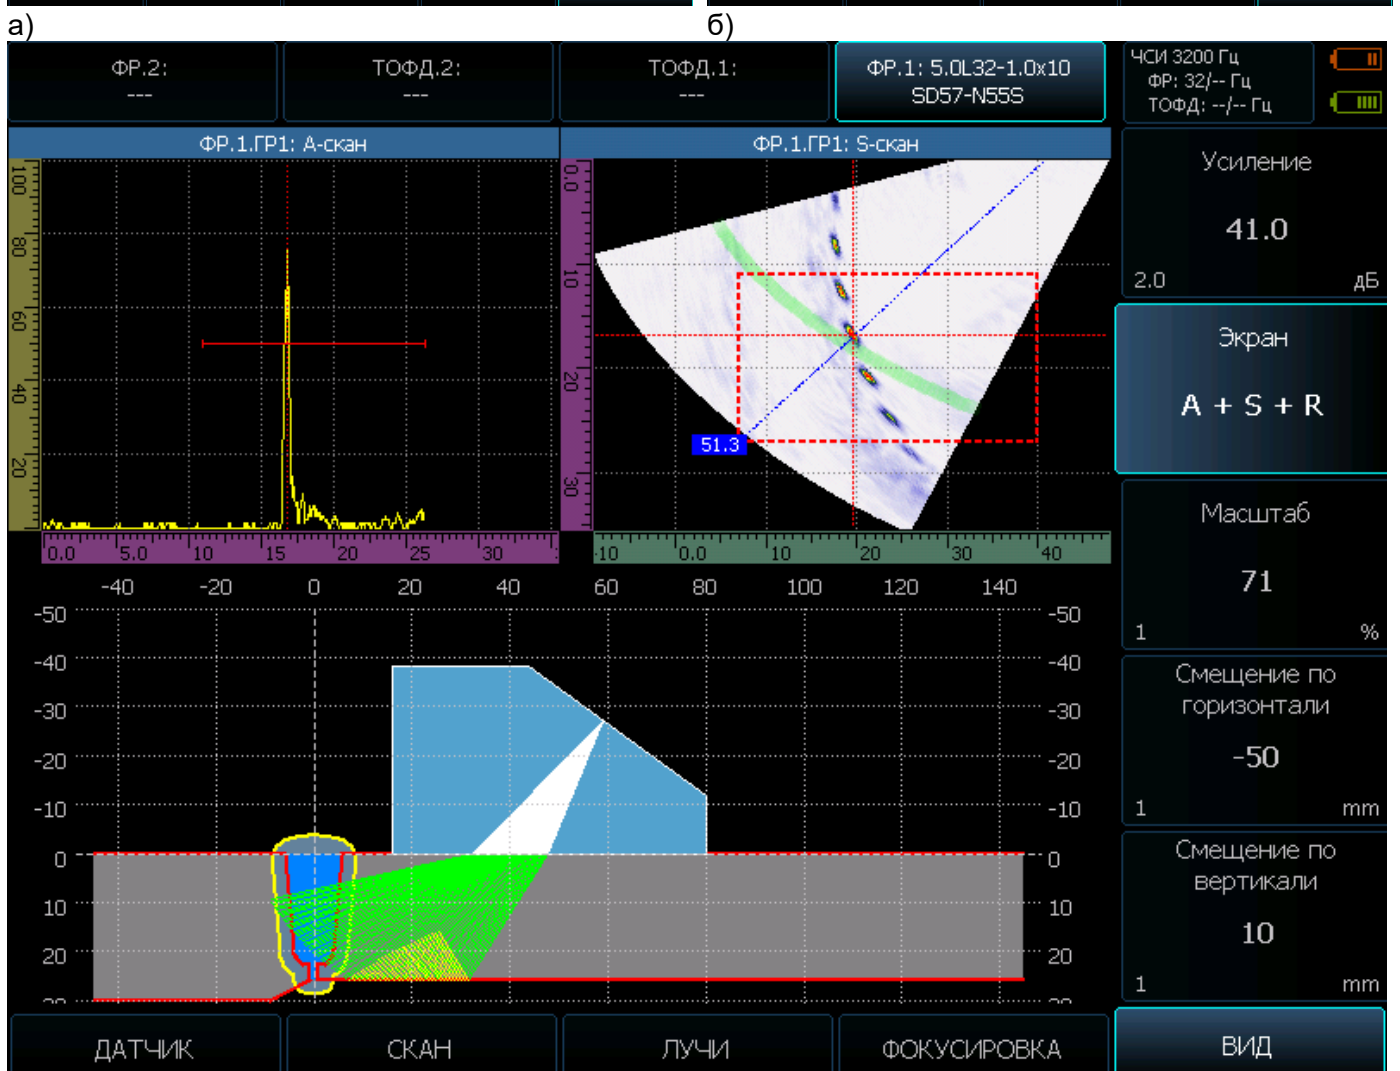 а)
б)
ФР.2:
---
ТОФД.2:
---
ТОФД.1:
---
ФР.1: 5.0L32-1.0x10
SD57-N55S
ЧСИ 3200 Гц
ФР: 32/-- Гц
ТОФД: --/-- Гц
ФР.1.ГР1: А-скан
ФР.1.ГР1: S-скан
100
80
60
40
20
0.0
5.0
10
15
20
30
0.0
10
20
30
-10
0.0
10
20
30
40
51.3
Усиление
41.0
2.0 дБ
Экран
A + S + R
Масштаб
71
1 %
Смещение по
горизонтали
-50
1 mm
Смещение по
вертикали
10
1 mm
-40 -20 0 20 40 60 80 100 120 140
-50 -50
-40 -40
-30 -30
-20 -20
-10 -10
0 0
10 10
20 20
ДАТЧИК
СКАН
ЛУЧИ
ФОКУСИРОВКА
ВИД